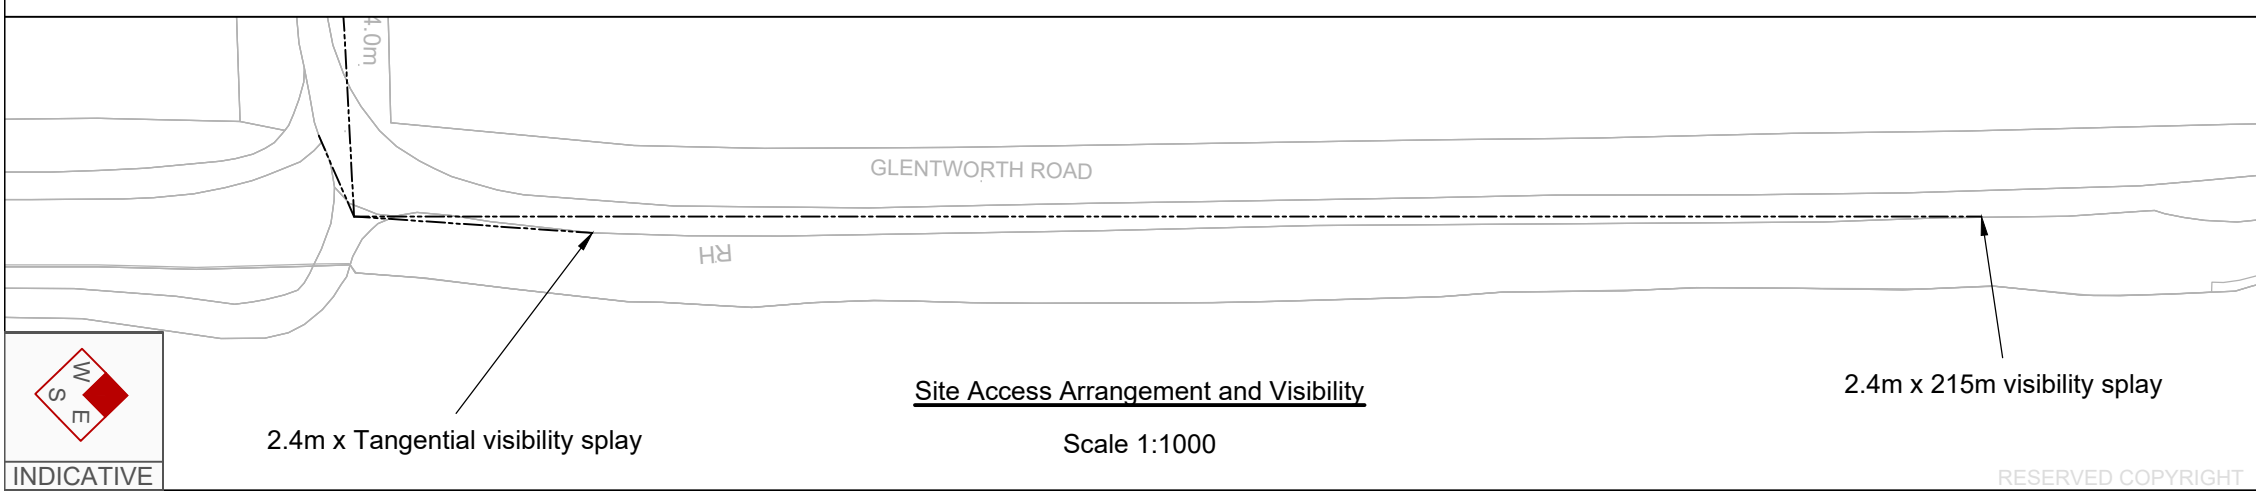 4.0m
GLENTWORTH ROAD
RH
W
S
E
INDICATIVE
2.4m x Tangential visibility splay
Site Access Arrangement and Visibility
Scale 1:1000
2.4m x 215m visibility splay
RESERVED COPYRIGHT